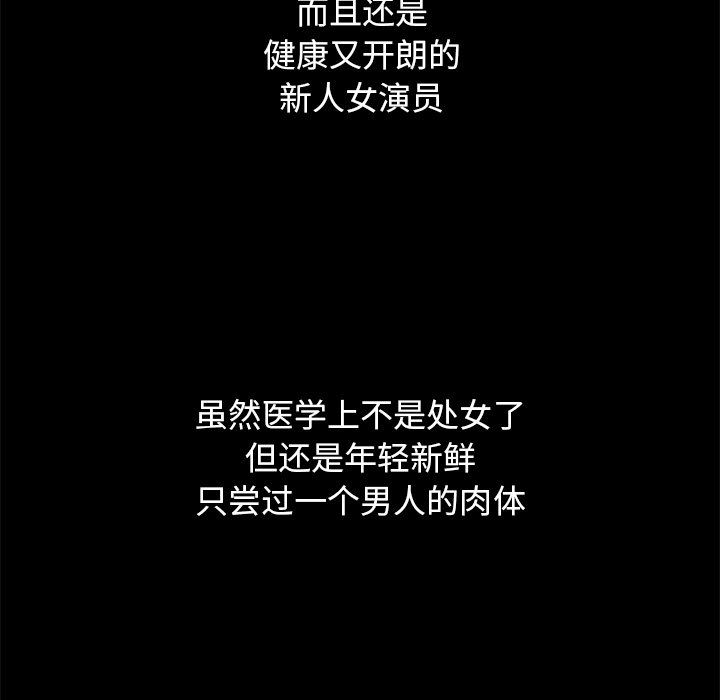 而且还是
健康又开朗的
新人女演员
虽然医学上不是处女了
但还是年轻新鲜
只尝过一个男人的肉体